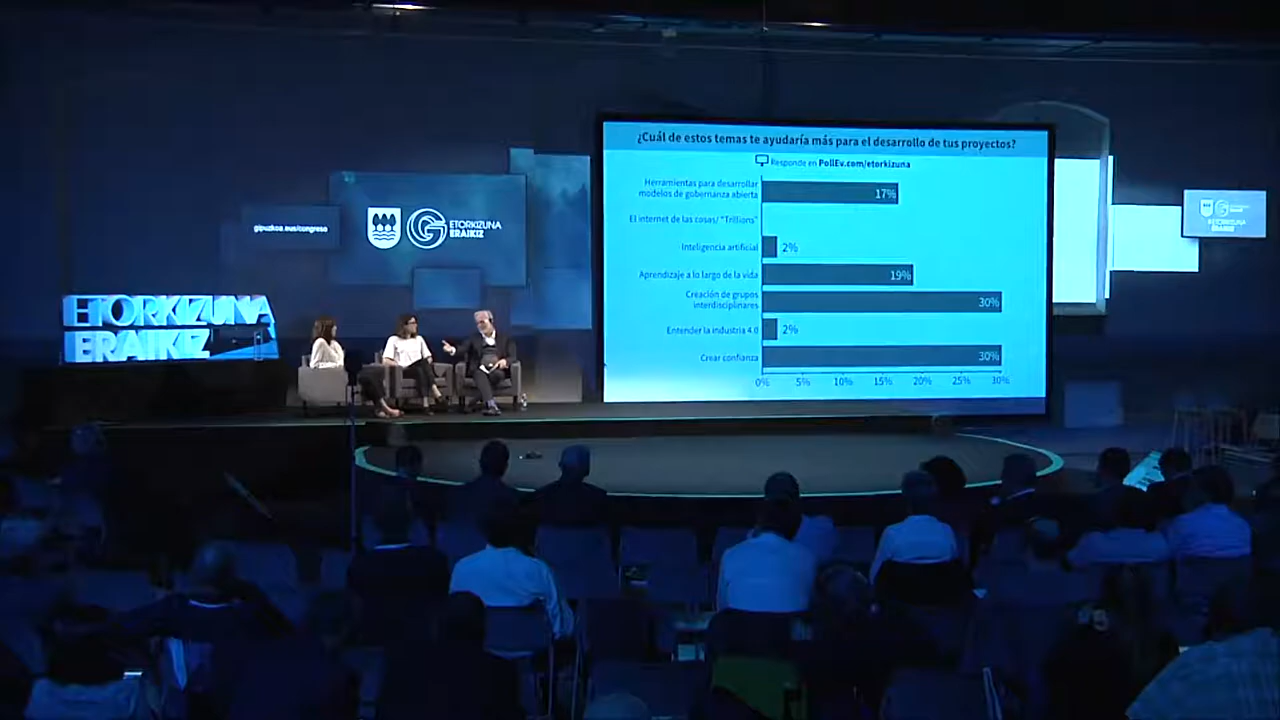 ¿Cuál de estos temas te ayudaría más para el desarrollo de tus proyectos?
Responde en PollEv.com/etorkizuna
Herramientas para desarrollar
modelos de gobernanza abierta
17%
El internet de las cosas/ "Trillions"
Inteligencia artificial
2%
Aprendizaje a lo largo de la vida
19%
Creación de grupos
interdisciplinares
30%
Entender la industria 4.0
2%
Crear confianza
30%
0% 5% 10% 15% 20% 25% 30%
gipuzkoa.eus/congreso
G ETORKIZUNA
ERAIKIZ
ETORKIZUNA
ERAIKIZ
ETORKIZUNA
ERAIKIZ